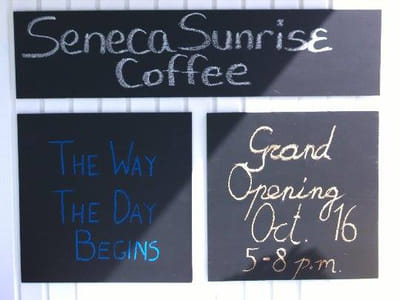 Seneca Sunrise
Coffee
THE WAY
THE DAY
BEGINS
Grand
Opening
Oct. 16
5-8 p.m.